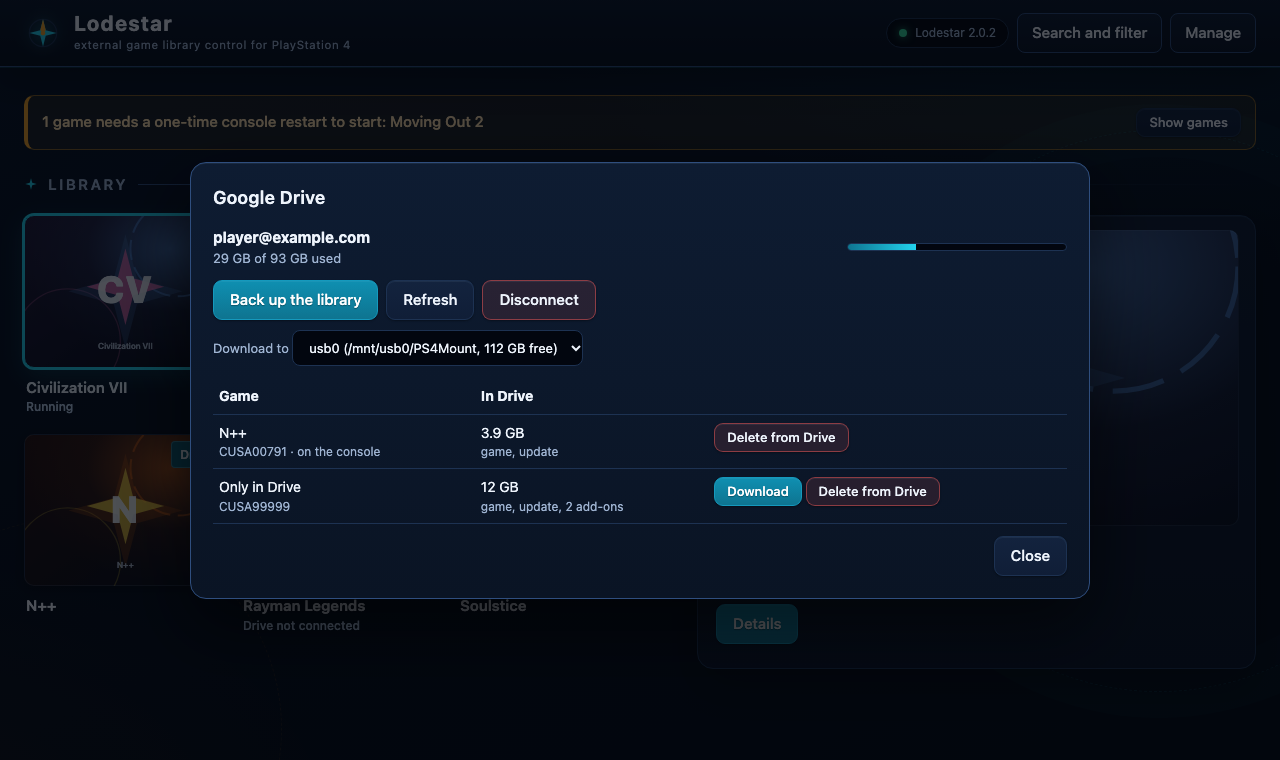 Lodestar
external game library control for PlayStation 4
Lodestar 2.0.2
Search and filter
Manage
1 game needs a one-time console restart to start: Moving Out 2
Show games
LIBRARY
Google Drive
player@example.com
29 GB of 93 GB used
Back up the library
Refresh
Disconnect
Download to usb0 (/mnt/usb0/PS4Mount, 112 GB free)
Game In Drive
N++ 3.9 GB Delete from Drive
CUSA00791 · on the console game, update
Only in Drive 12 GB Download Delete from Drive
CUSA99999 game, update, 2 add-ons
Close
CV
Civilization VII
Civilization VII
Running
N
N++
N++
Rayman Legends
Drive not connected
Soulstice
Details